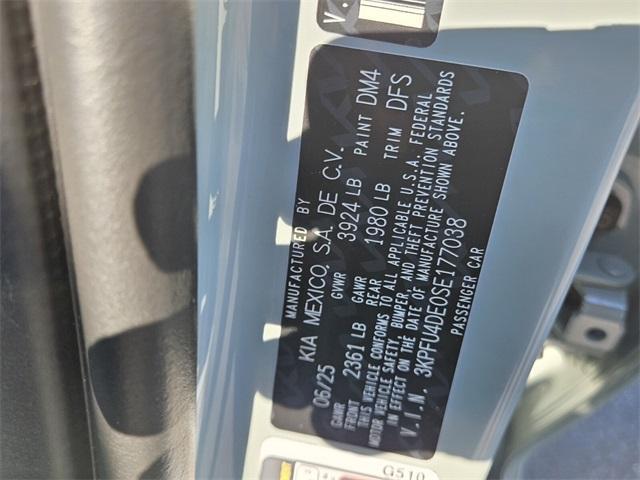 V.
MANUFACTURED BY
06/25 KIA MEXICO, S.A. DE C.V.
GAWR FRONT 2361 LB GVWR 3924 LB PAINT DM4
GAWR REAR 1980 LB TRIM DFS
THIS VEHICLE CONFORMS TO ALL APPLICABLE U.S.A. FEDERAL
MOTOR VEHICLE SAFETY, BUMPER, AND THEFT PREVENTION STANDARDS
IN EFFECT ON THE DATE OF MANUFACTURE SHOWN ABOVE.
V.I.N. 3KPFU4DE0SE177038
PASSENGER CAR
G510